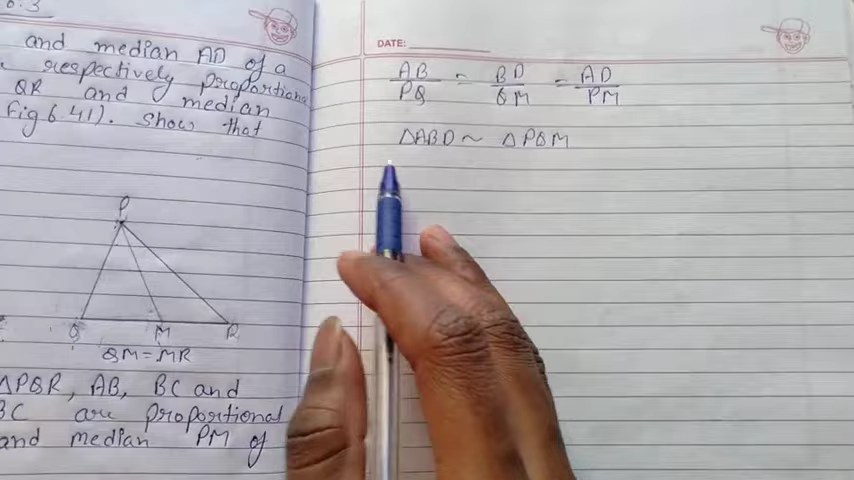 6.3
and median AD of a
respectively proportiona
QR and median
Fig 6.41). Show that
P
Q M R
QM = MR
ΔPQR, AB, BC and
BC are proportional
and median PM of
DATE:
AB/PQ = BD/QM = AD/PM
ΔABD ~ ΔPQM